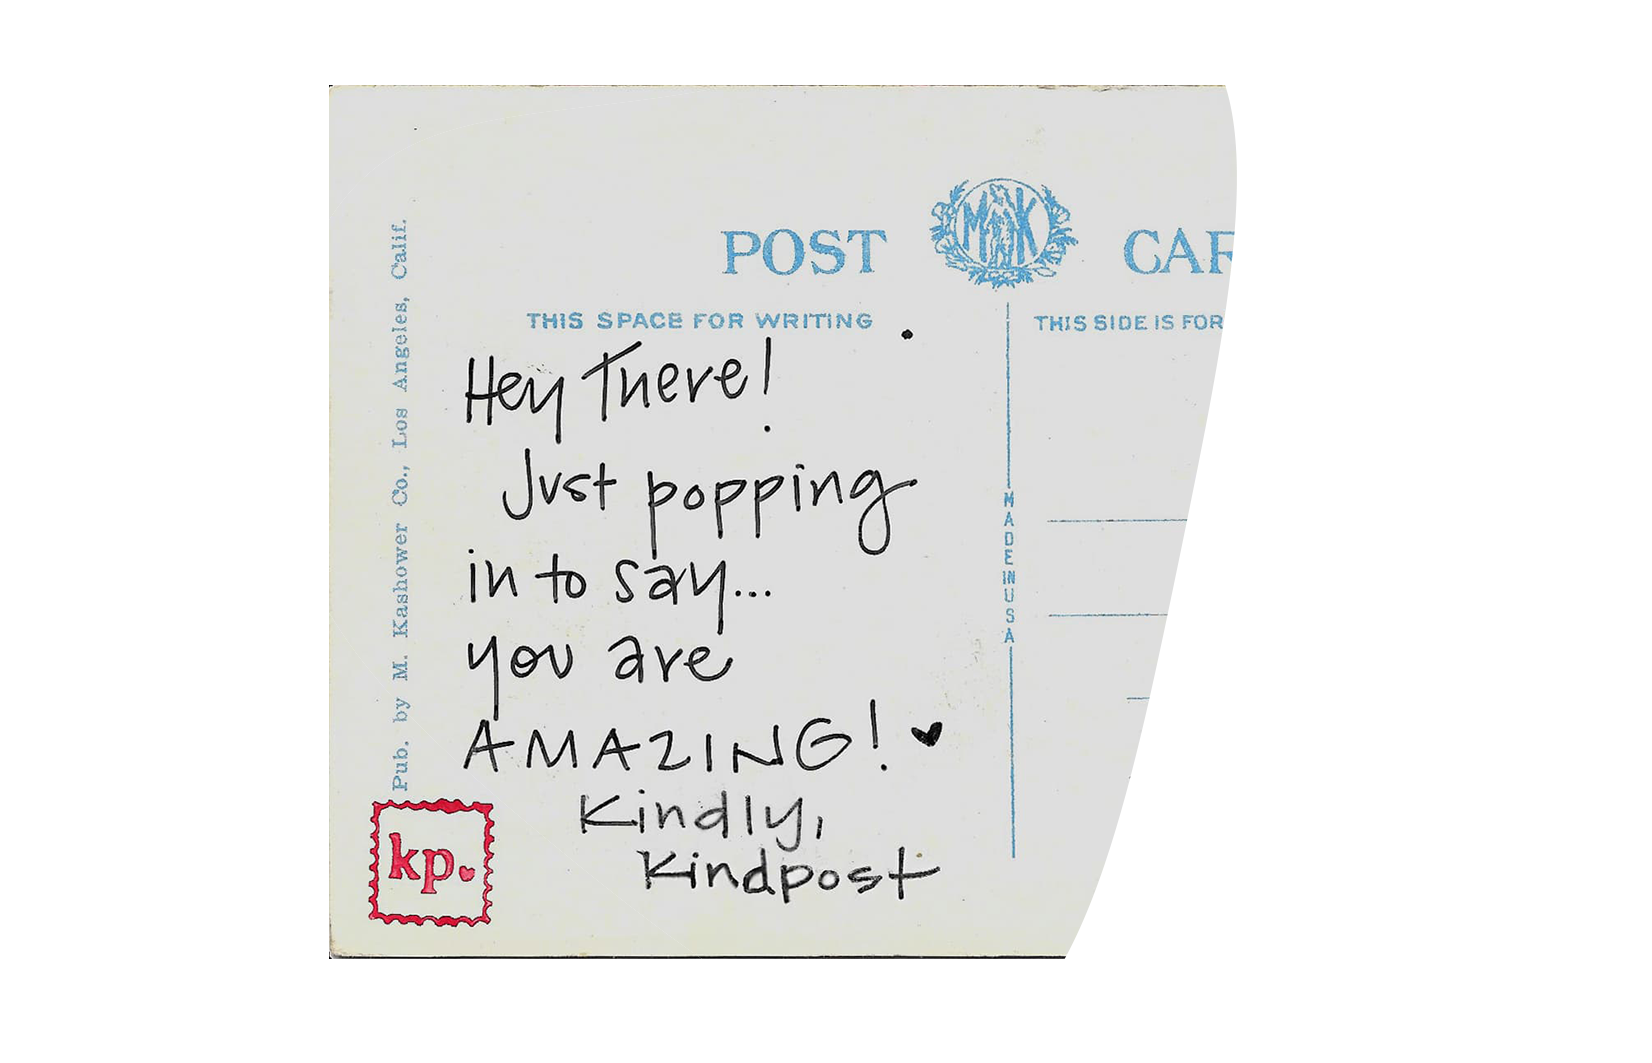 POST
MK
CAR
THIS SPACE FOR WRITING
THIS SIDE IS FOR
Hey There!
Just popping
in to say...
you are
AMAZING!
Kindly,
Kindpost
Pub. by M. Kashower Co., Los Angeles, Calif.
MADE IN USA
kp.